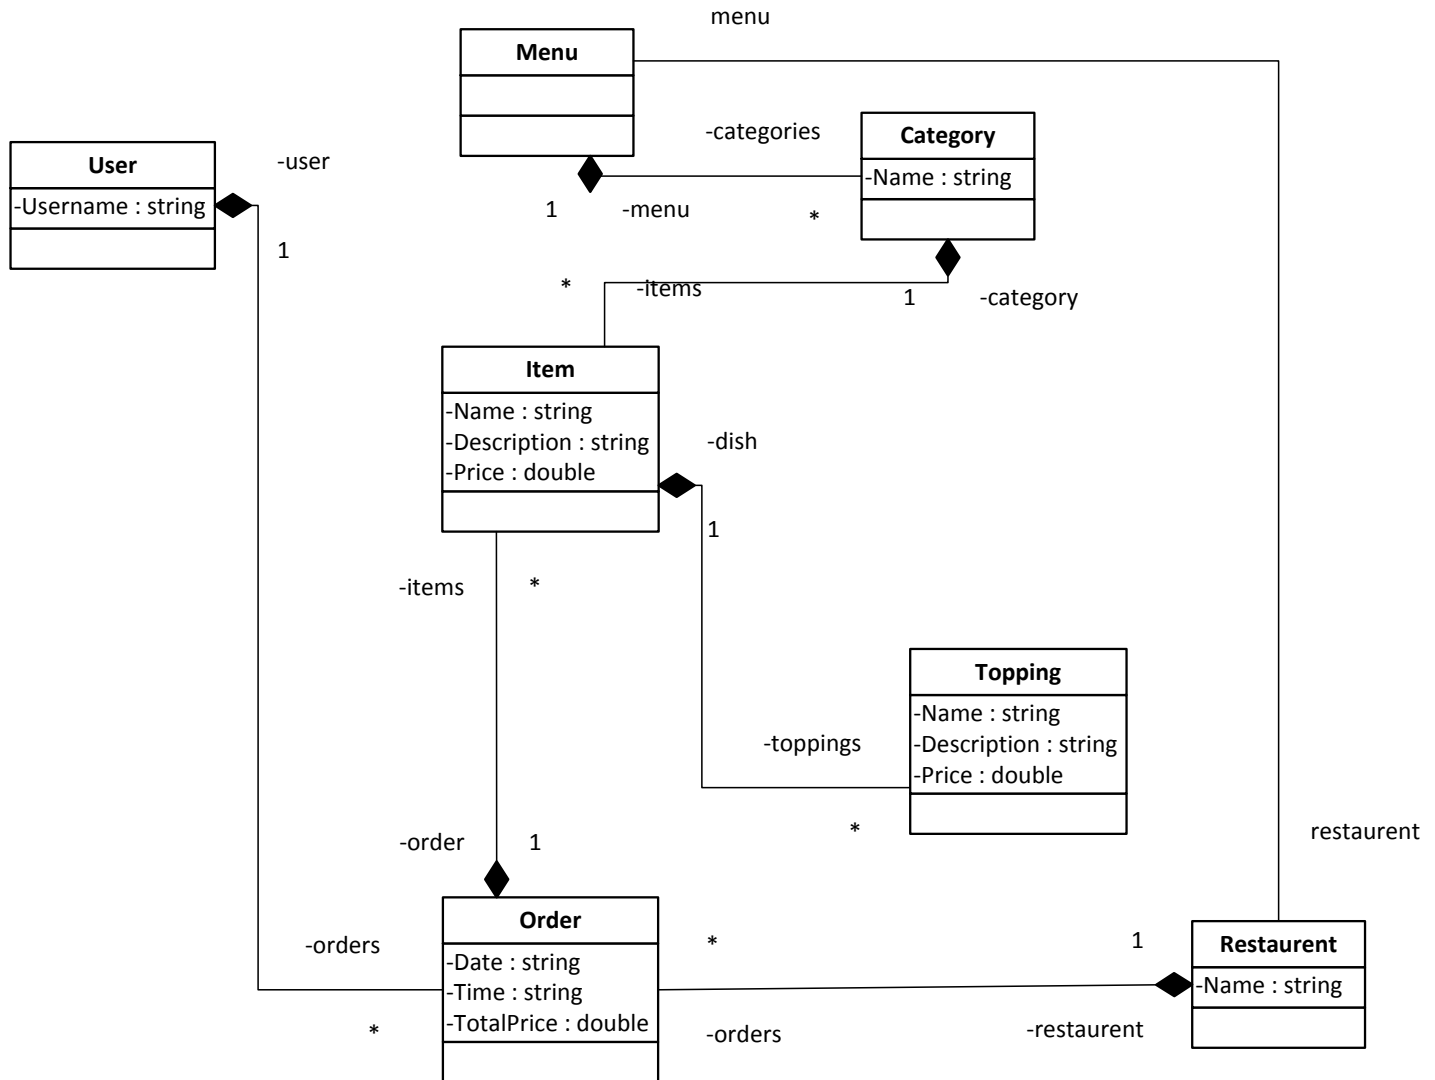 menu
Menu
-categories
Category
-Name : string
-user
User
-Username : string
1
-menu
*
1
*
-items
1
-category
Item
-Name : string
-Description : string
-Price : double
-dish
1
-items
*
Topping
-Name : string
-Description : string
-Price : double
-toppings
*
restaurent
-order
1
Order
-Date : string
-Time : string
-TotalPrice : double
-orders
*
*
1
Restaurent
-Name : string
-orders
-restaurent